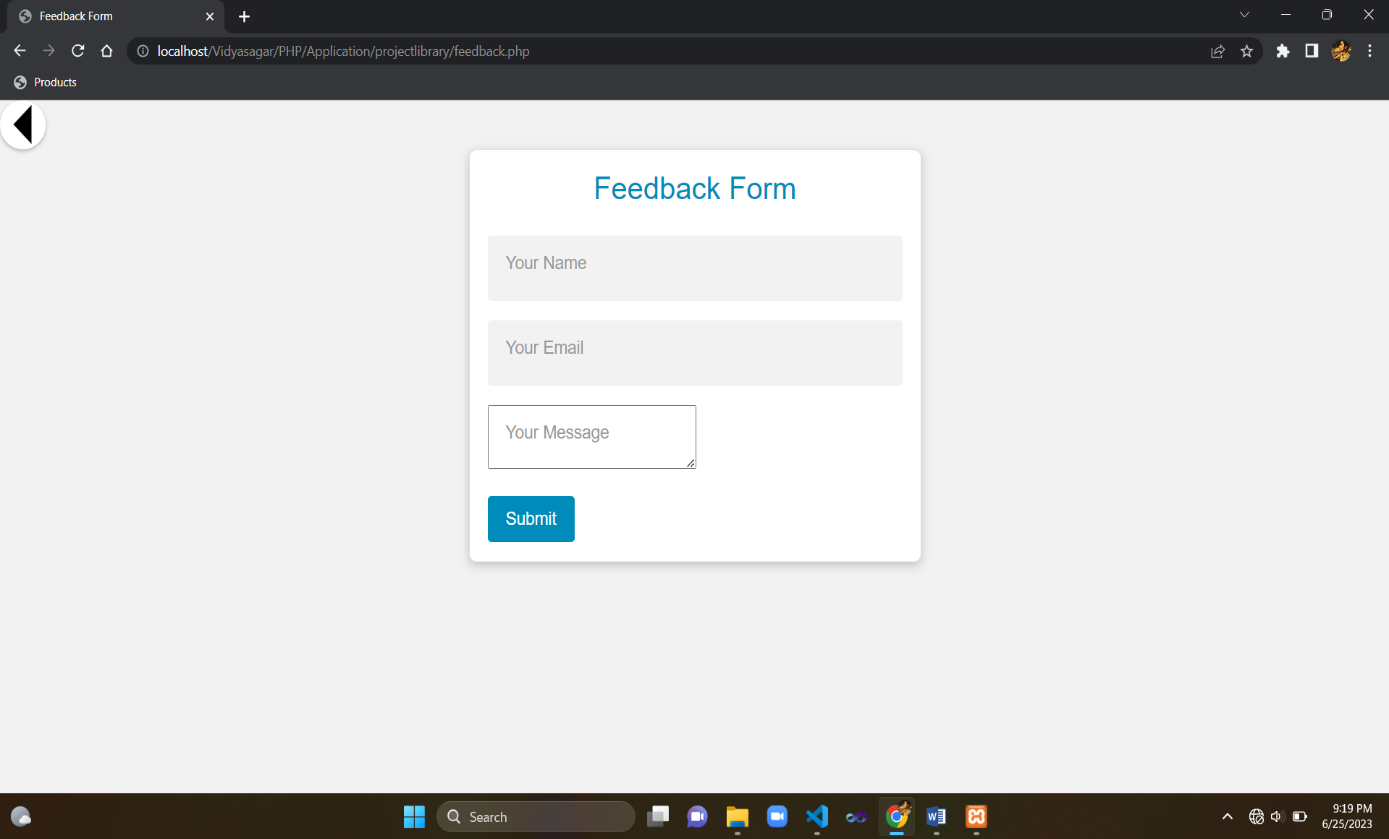 Feedback Form
localhost/Vidyasagar/PHP/Application/projectlibrary/feedback.php
Products
Feedback Form
Your Name
Your Email
Your Message
Submit
Search
9:19 PM
6/25/2023